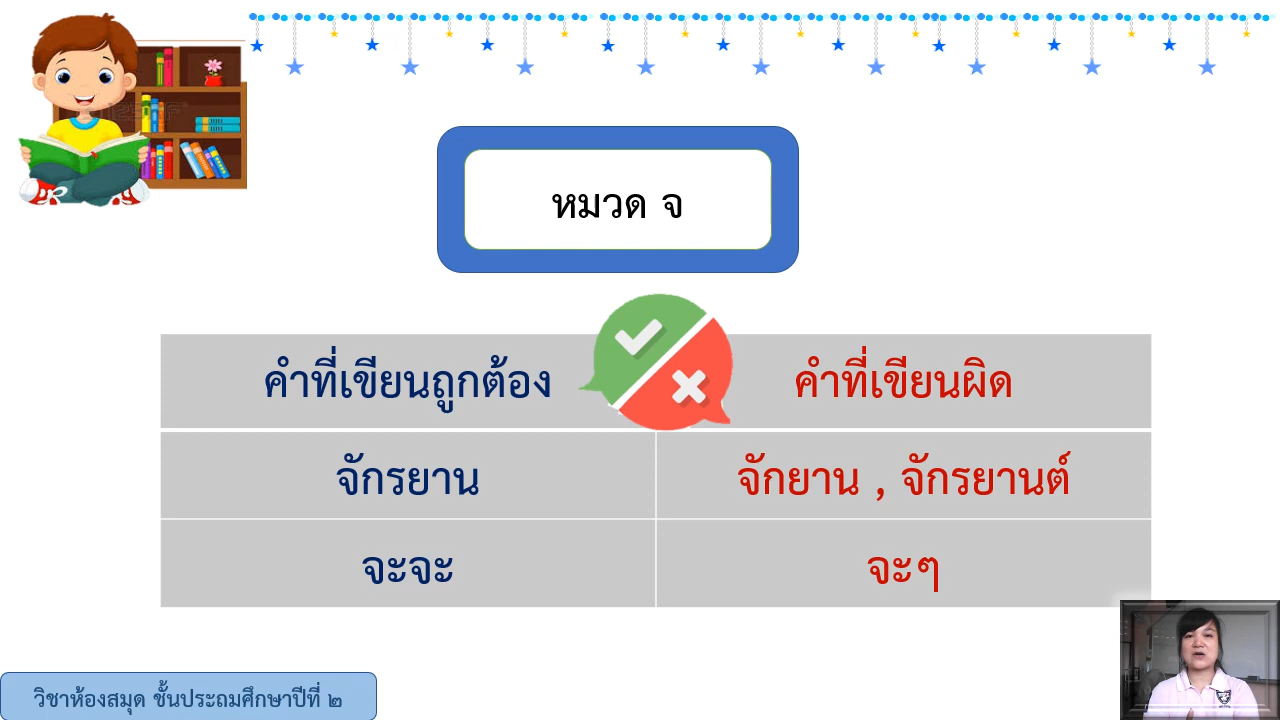 หมวด จ
คำที่เขียนถูกต้อง คำที่เขียนผิด
จักรยาน จักยาน , จักรยานต์
จะจะ จะๆ
วิชาห้องสมุด ชั้นประถมศึกษาปีที่ ๒